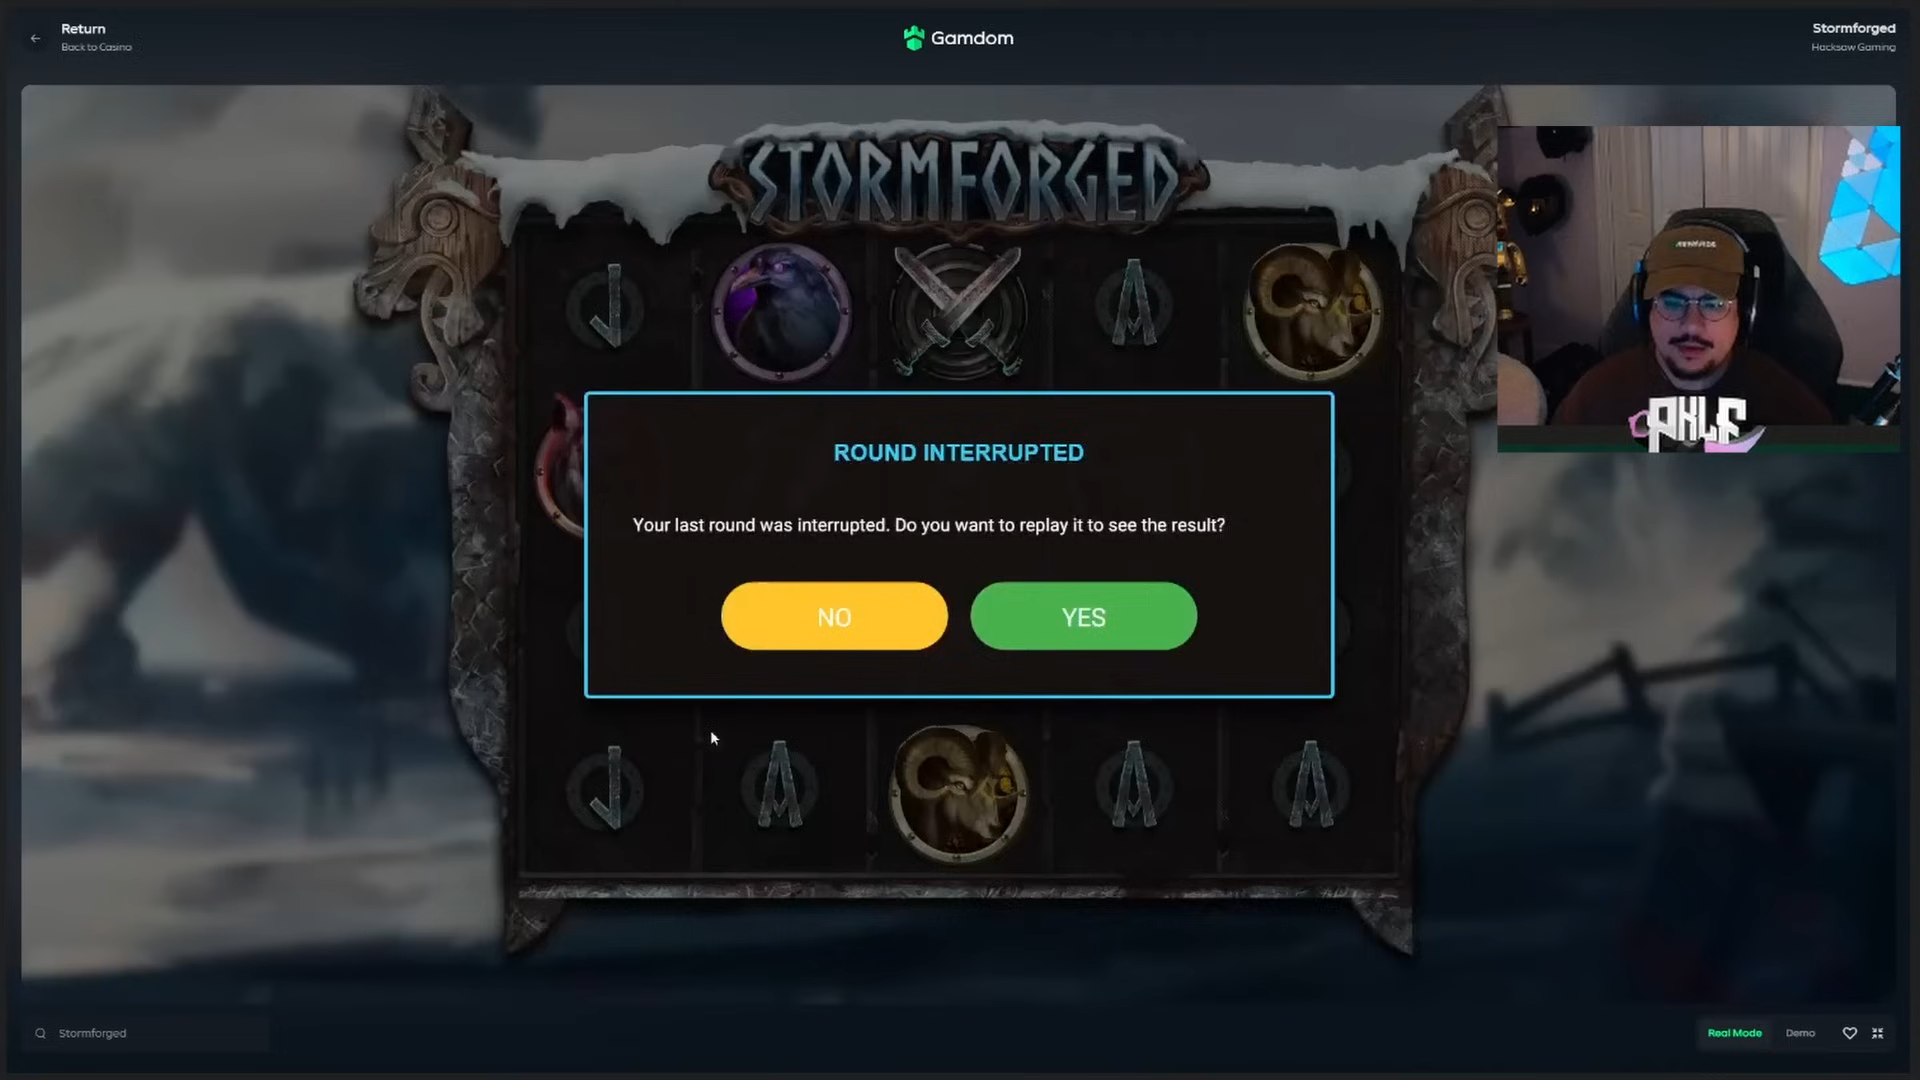 Return
Back to Casino
Gamdom
Stormforged
Hacksaw Gaming
STORMFORGED
J
A
ROUND INTERRUPTED
Your last round was interrupted. Do you want to replay it to see the result?
NO
YES
PKLE
J
A
A
A
Stormforged
Real Mode
Demo